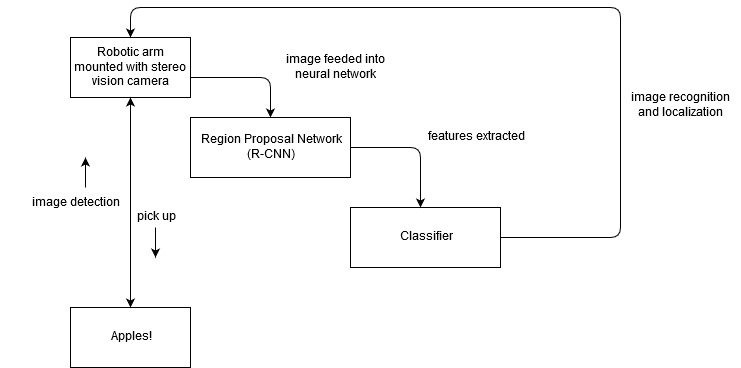 Robotic arm
mounted with stereo
vision camera
image feeded into
neural network
image recognition
and localization
Region Proposal Network
(R-CNN)
features extracted
image detection
pick up
Classifier
Apples!